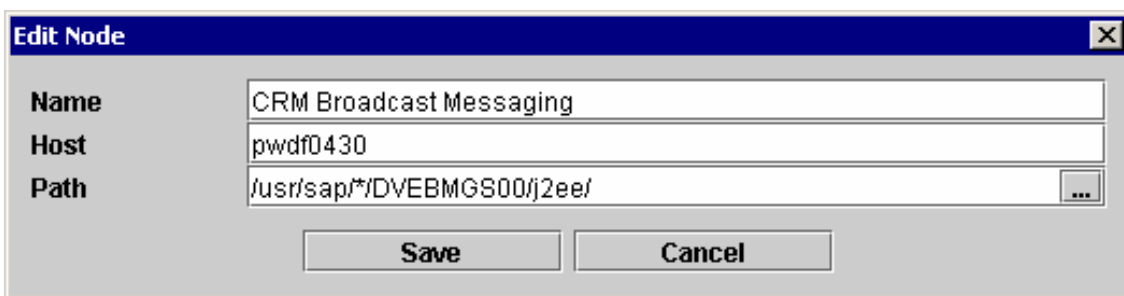 Edit Node
Name CRM Broadcast Messaging
Host pwdf0430
Path /usr/sap/*/DVEBMGS00/j2ee/ ...
Save Cancel